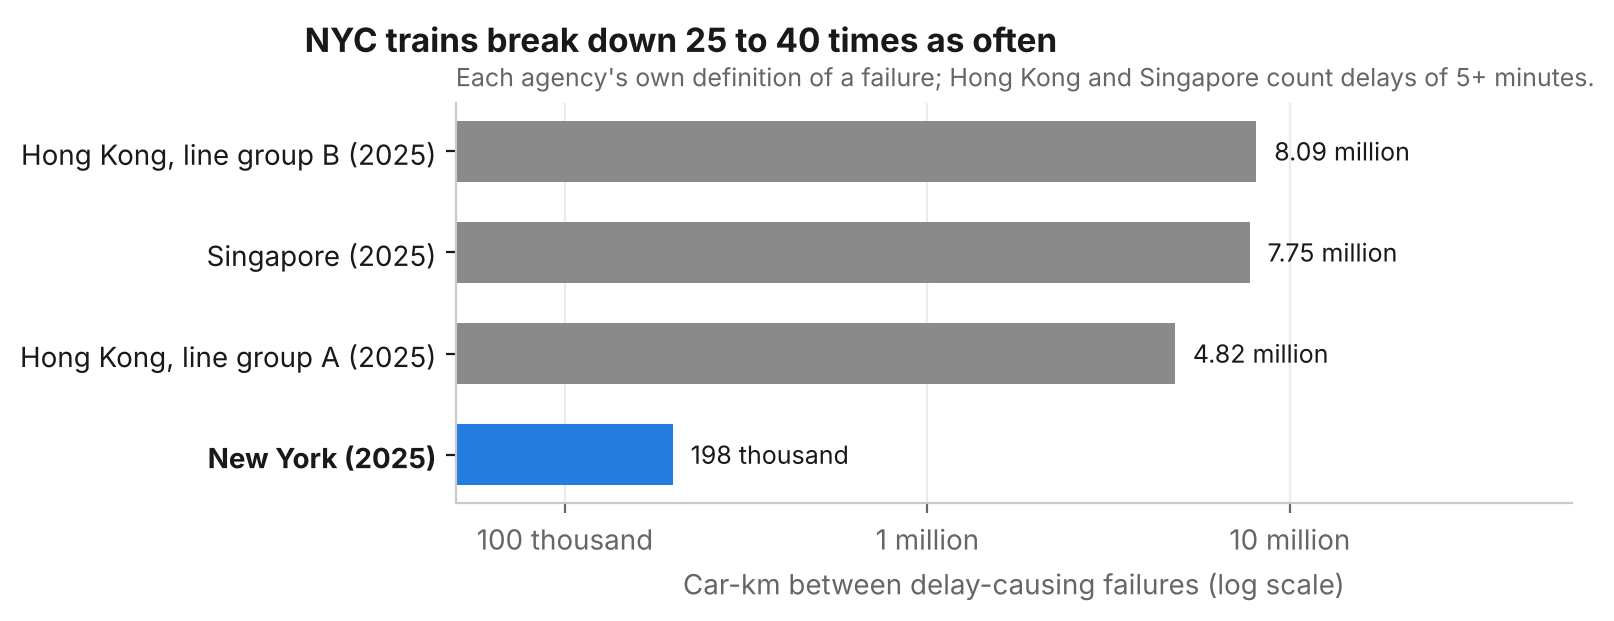 NYC trains break down 25 to 40 times as often
Each agency's own definition of a failure; Hong Kong and Singapore count delays of 5+ minutes.
Hong Kong, line group B (2025)
8.09 million
Singapore (2025)
7.75 million
Hong Kong, line group A (2025)
4.82 million
New York (2025)
198 thousand
100 thousand
1 million
10 million
Car-km between delay-causing failures (log scale)